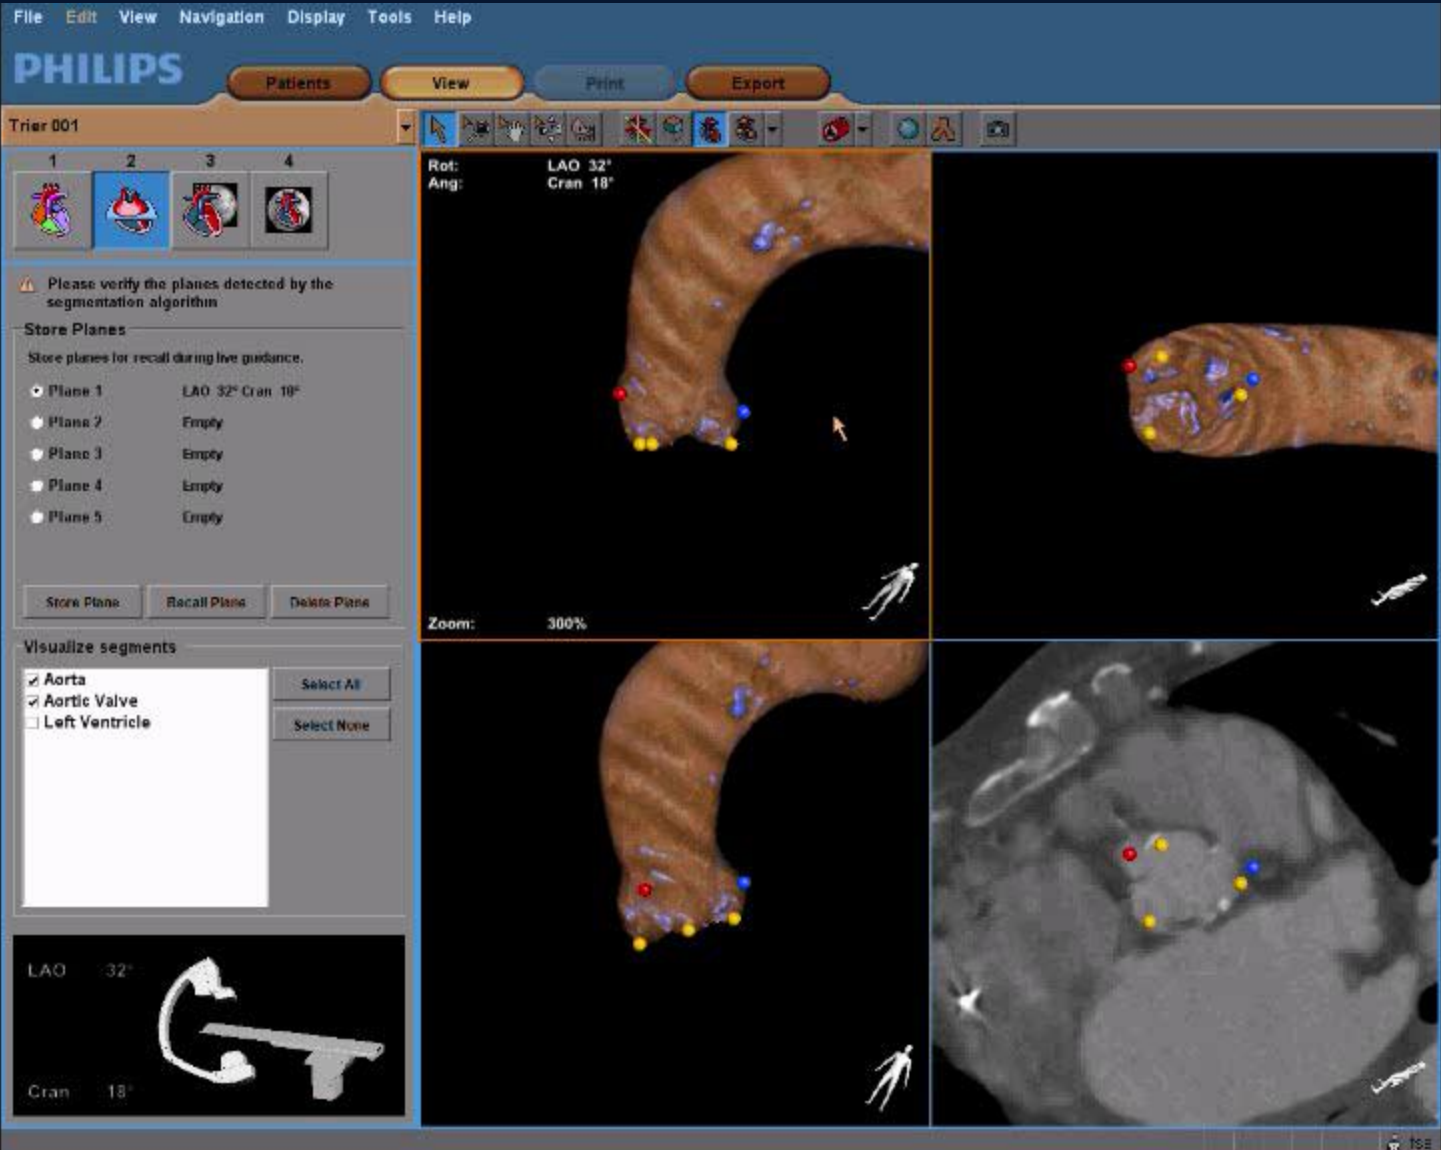 File Edit View Navigation Display Tools Help
PHILIPS
Patients View Print Export
Trier 001
1 2 3 4
Please verify the planes detected by the
segmentation algorithm
Store Planes
Store planes for recall during live guidance.
Plane 1 LAO 32° Cran 18°
Plane 2 Empty
Plane 3 Empty
Plane 4 Empty
Plane 5 Empty
Store Plane Recall Plane Delete Plane
Visualize segments
Aorta
Aortic Valve
Left Ventricle
Select All
Select None
LAO 32°
Cran 18°
Rot: LAO 32°
Ang: Cran 18°
Zoom: 300%